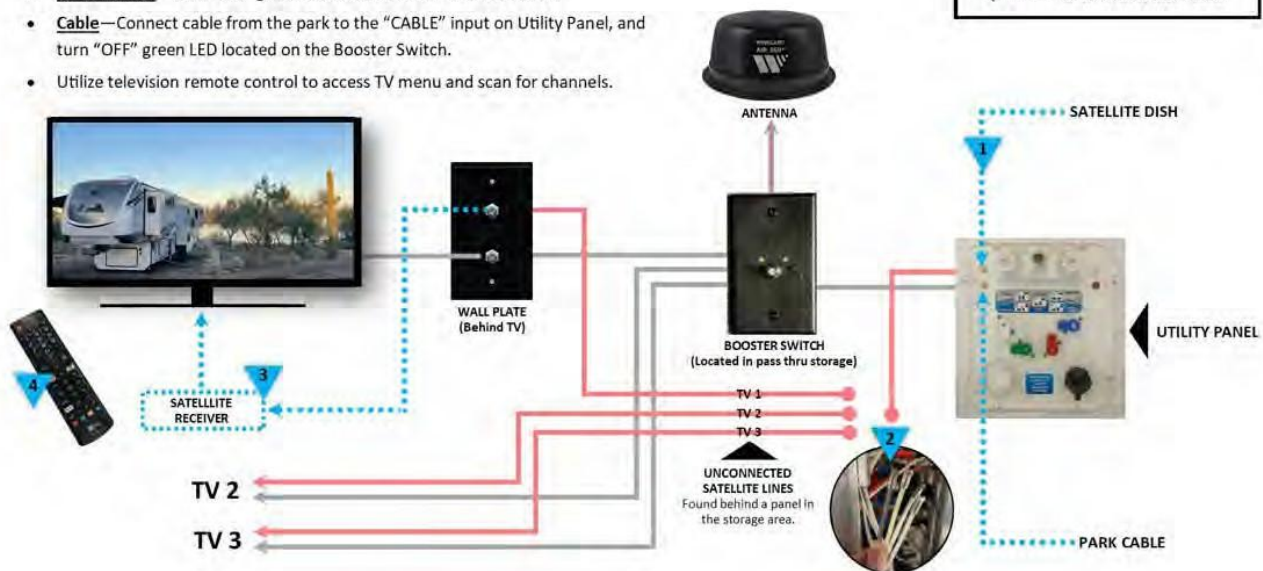 • Cable—Connect cable from the park to the “CABLE” input on Utility Panel, and
turn “OFF” green LED located on the Booster Switch.
• Utilize television remote control to access TV menu and scan for channels.
WINEGARD
AIR 360+
ANTENNA
SATELLITE DISH
1
WALL PLATE
(Behind TV)
BOOSTER SWITCH
(Located in pass thru storage)
UTILITY PANEL
4
3
SATELLLITE
RECEIVER
TV 1
TV 2
TV 3
2
UNCONNECTED
SATELLITE LINES
Found behind a panel in
the storage area.
TV 2
TV 3
PARK CABLE